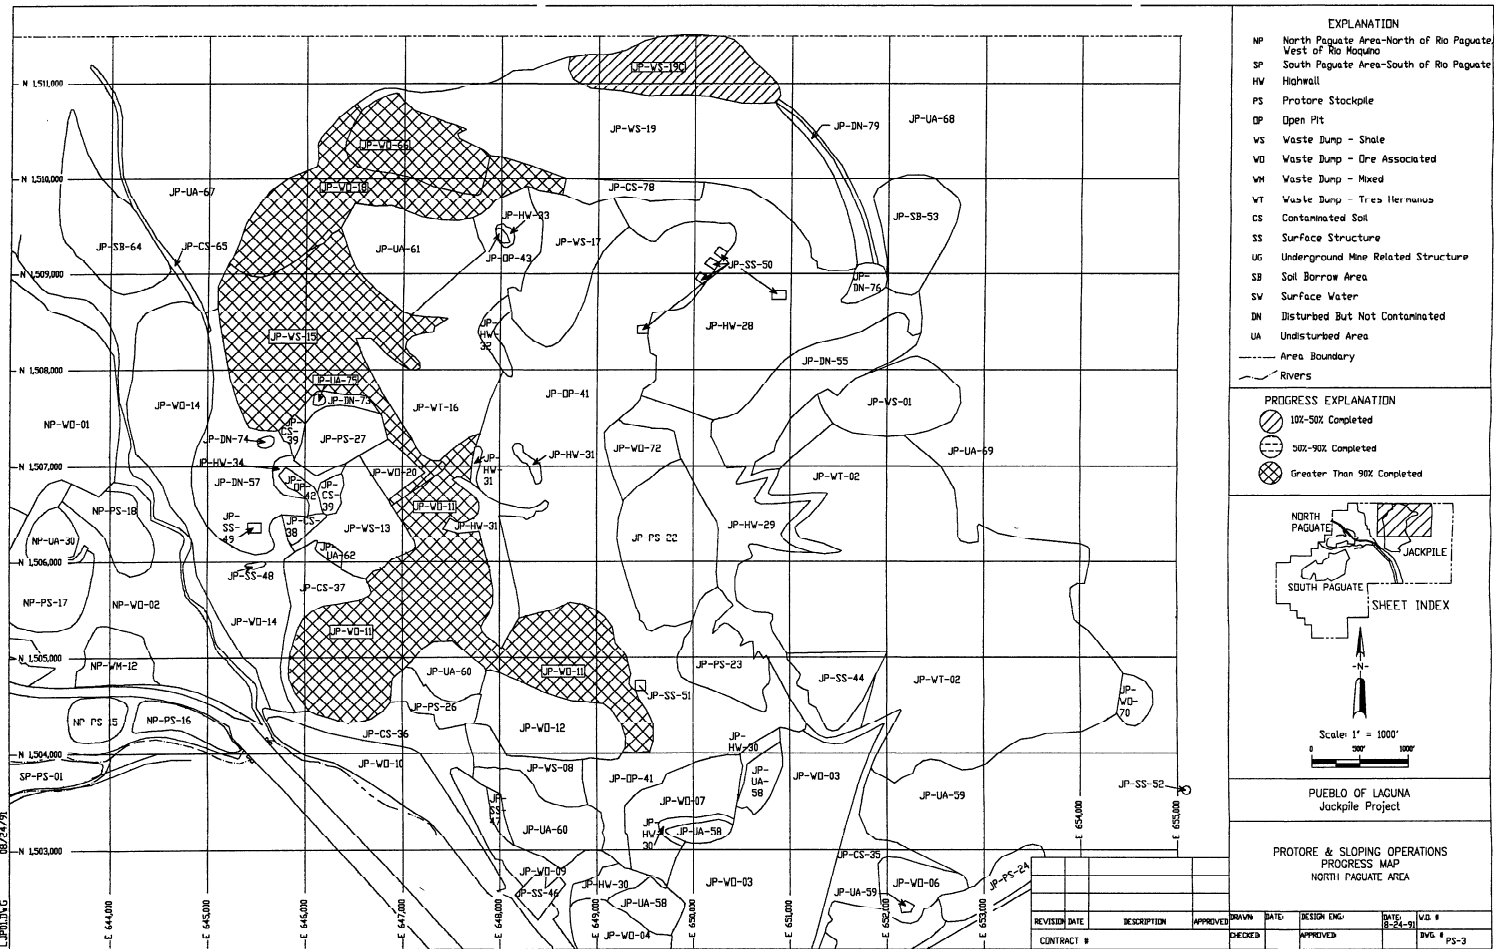 EXPLANATION
NP North Paguate Area-North of Rio Paguate,
West of Rio Moquino
SP South Paguate Area-South of Rio Paguate
HW Highwall
PS Protore Stockpile
OP Open Pit
WS Waste Dump - Shale
WO Waste Dump - Ore Associated
WM Waste Dump - Mixed
WT Waste Dump - Tres Hermanos
CS Contaminated Soil
SS Surface Structure
UG Underground Mine Related Structure
SB Soil Borrow Area
SW Surface Water
DN Disturbed But Not Contaminated
UA Undisturbed Area
Area Boundary
Rivers
PROGRESS EXPLANATION
10%-50% Completed
50%-90% Completed
Greater Than 90% Completed
NORTH
PAGUATE
JACKPILE
SOUTH PAGUATE
SHEET INDEX
-N-
Scale: 1" = 1000'
0 500' 1000'
PUEBLO OF LAGUNA
Jackpile Project
PROTORE & SLOPING OPERATIONS
PROGRESS MAP
NORTH PAGUATE AREA
REVISION DATE DESCRIPTION APPROVED
CONTRACT #
DRAWN DATE: DESIGN ENG: DATE: 8-24-91 W.O. #
CHECKED APPROVED DWG. # PS-3
N 1,511,000
N 1,510,000
N 1,509,000
N 1,508,000
N 1,507,000
N 1,506,000
N 1,505,000
N 1,504,000
N 1,503,000
E 644,000
E 645,000
E 646,000
E 647,000
E 648,000
E 649,000
E 650,000
E 651,000
E 652,000
E 653,000
E 654,000
E 655,000
JP-WS-19C
JP-WS-19
JP-DN-79
JP-UA-68
JP-WO-66
JP-WO-18
JP-CS-78
JP-UA-67
JP-HW-33
JP-SB-53
JP-SB-64
JP-CS-65
JP-UA-61
JP-WS-17
JP-OP-43
JP-SS-50
JP-DN-76
JP-WS-15
JP-HW-32
JP-HW-28
JP-DN-55
JP-UA-75
JP-DN-73
JP-WO-14
JP-WT-16
JP-OP-41
JP-WS-01
NP-WO-01
JP-DN-74
JP-CS-39
JP-PS-27
JP-WO-72
JP-UA-69
JP-HW-34
JP-WO-20
JP-HW-31
JP-HW-31
JP-DN-57
JP-OP-42
JP-CS-39
JP-WT-02
NP-PS-18
JP-SS-49
JP-CS-38
JP-WS-13
JP-WO-11
JP-HW-31
JP-HW-29
JP-PS-22
NP-UA-30
JP-UA-62
JP-SS-48
JP-CS-37
NP-PS-17
NP-WO-02
JP-WO-14
JP-WO-11
NP-WM-12
JP-UA-60
JP-WO-11
JP-PS-23
JP-SS-44
JP-WT-02
JP-SS-51
JP-WO-70
NP-PS-15
NP-PS-16
JP-PS-26
JP-CS-36
JP-WO-12
JP-HW-30
SP-PS-01
JP-WO-10
JP-WS-08
JP-OP-41
JP-UA-58
JP-WO-03
JP-SS-52
JP-UA-59
JP-SS-47
JP-WO-07
JP-UA-60
JP-HW-30
JP-UA-58
JP-CS-35
JP-WO-09
JP-SS-46
JP-HW-30
JP-UA-58
JP-WO-03
JP-UA-59
JP-WO-06
JP-PS-24
JP-WO-04
08/24/91